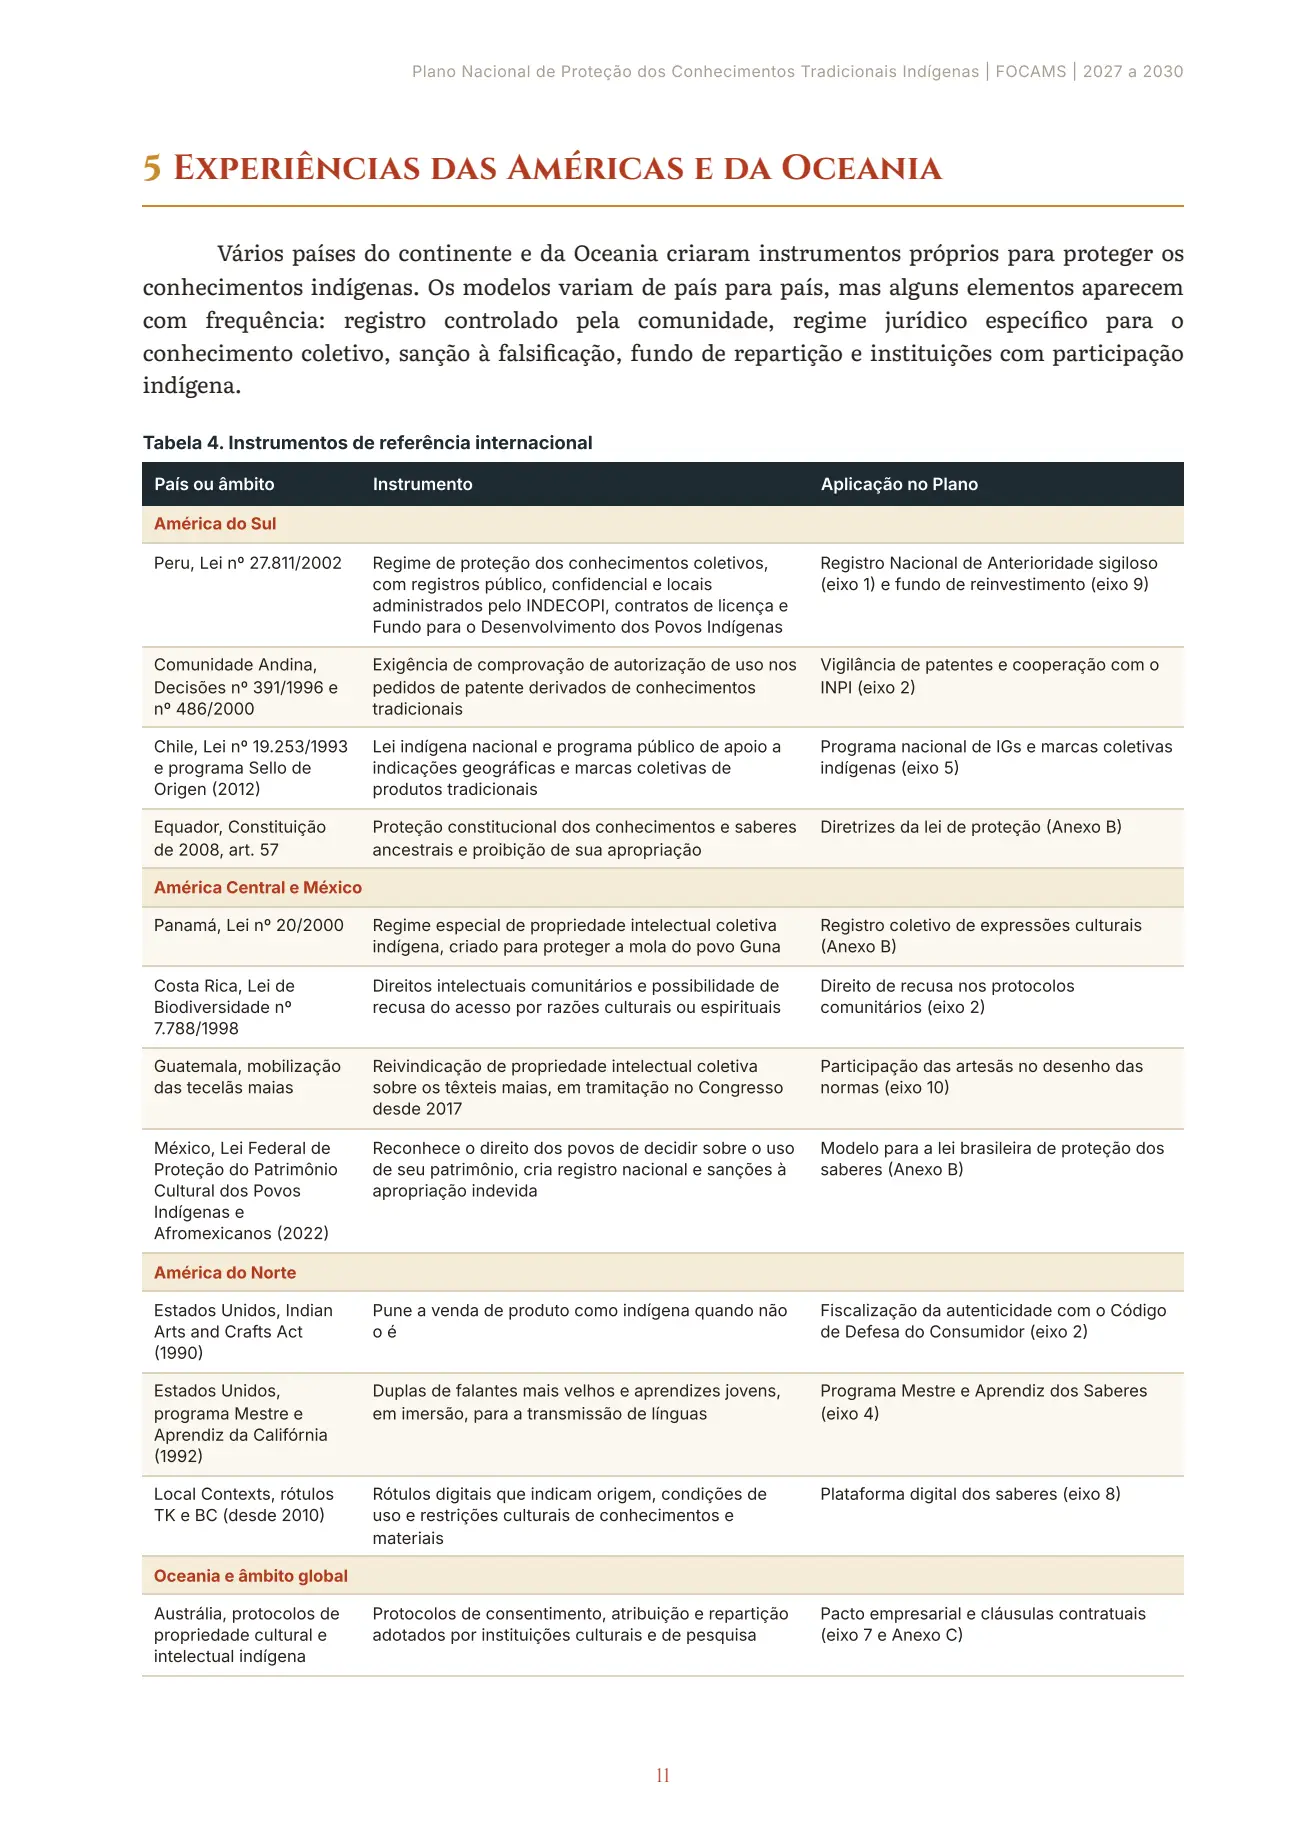 Plano Nacional de Proteção dos Conhecimentos Tradicionais Indígenas | FOCAMS | 2027 a 2030
5 Experiências das Américas e da Oceania
Vários países do continente e da Oceania criaram instrumentos próprios para proteger os
conhecimentos indígenas. Os modelos variam de país para país, mas alguns elementos aparecem
com frequência: registro controlado pela comunidade, regime jurídico específico para o
conhecimento coletivo, sanção à falsificação, fundo de repartição e instituições com participação
indígena.
Tabela 4. Instrumentos de referência internacional
País ou âmbito Instrumento Aplicação no Plano
América do Sul
Peru, Lei nº 27.811/2002
Regime de proteção dos conhecimentos coletivos,
com registros público, confidencial e locais
administrados pelo INDECOPI, contratos de licença e
Fundo para o Desenvolvimento dos Povos Indígenas
Registro Nacional de Anterioridade sigiloso
(eixo 1) e fundo de reinvestimento (eixo 9)
Comunidade Andina,
Decisões nº 391/1996 e
nº 486/2000
Exigência de comprovação de autorização de uso nos
pedidos de patente derivados de conhecimentos
tradicionais
Vigilância de patentes e cooperação com o
INPI (eixo 2)
Chile, Lei nº 19.253/1993
e programa Sello de
Origen (2012)
Lei indígena nacional e programa público de apoio a
indicações geográficas e marcas coletivas de
produtos tradicionais
Programa nacional de IGs e marcas coletivas
indígenas (eixo 5)
Equador, Constituição
de 2008, art. 57
Proteção constitucional dos conhecimentos e saberes
ancestrais e proibição de sua apropriação
Diretrizes da lei de proteção (Anexo B)
América Central e México
Panamá, Lei nº 20/2000
Regime especial de propriedade intelectual coletiva
indígena, criado para proteger a mola do povo Guna
Registro coletivo de expressões culturais
(Anexo B)
Costa Rica, Lei de
Biodiversidade nº
7.788/1998
Direitos intelectuais comunitários e possibilidade de
recusa do acesso por razões culturais ou espirituais
Direito de recusa nos protocolos
comunitários (eixo 2)
Guatemala, mobilização
das tecelãs maias
Reivindicação de propriedade intelectual coletiva
sobre os têxteis maias, em tramitação no Congresso
desde 2017
Participação das artesãs no desenho das
normas (eixo 10)
México, Lei Federal de
Proteção do Patrimônio
Cultural dos Povos
Indígenas e
Afromexicanos (2022)
Reconhece o direito dos povos de decidir sobre o uso
de seu patrimônio, cria registro nacional e sanções à
apropriação indevida
Modelo para a lei brasileira de proteção dos
saberes (Anexo B)
América do Norte
Estados Unidos, Indian
Arts and Crafts Act
(1990)
Pune a venda de produto como indígena quando não
o é
Fiscalização da autenticidade com o Código
de Defesa do Consumidor (eixo 2)
Estados Unidos,
programa Mestre e
Aprendiz da Califórnia
(1992)
Duplas de falantes mais velhos e aprendizes jovens,
em imersão, para a transmissão de línguas
Programa Mestre e Aprendiz dos Saberes
(eixo 4)
Local Contexts, rótulos
TK e BC (desde 2010)
Rótulos digitais que indicam origem, condições de
uso e restrições culturais de conhecimentos e
materiais
Plataforma digital dos saberes (eixo 8)
Oceania e âmbito global
Austrália, protocolos de
propriedade cultural e
intelectual indígena
Protocolos de consentimento, atribuição e repartição
adotados por instituições culturais e de pesquisa
Pacto empresarial e cláusulas contratuais
(eixo 7 e Anexo C)
11